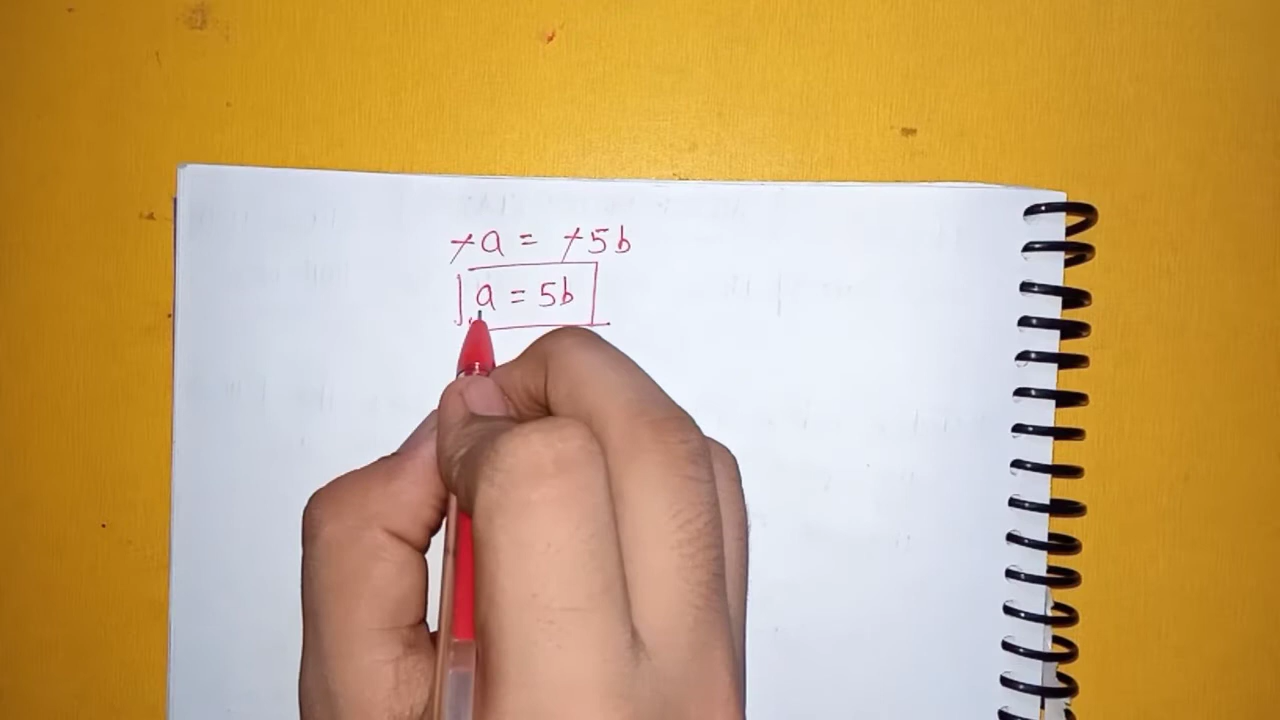 -a = -5b
a = 5b